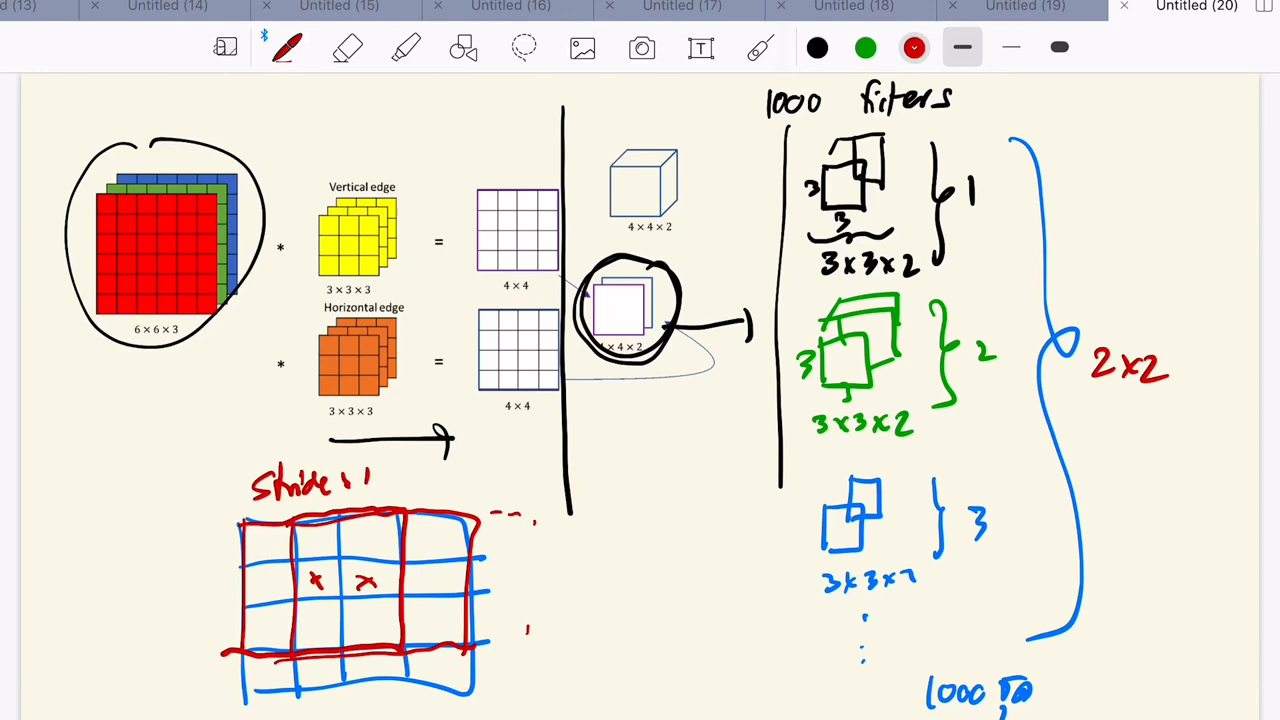 (13)
Untitled (14)
Untitled (15)
Untitled (16)
Untitled (17)
Untitled (18)
Untitled (19)
Untitled (20)
1000 filters
Vertical edge
*
=
3 × 3 × 3
4 × 4
6 × 6 × 3
Horizontal edge
*
=
3 × 3 × 3
4 × 4
4 × 4 × 2
4 × 4 × 2
3
3
3x3x2
1
3
3x3x2
2
3x3x2
3
1000
2x2
Stride 1
x x